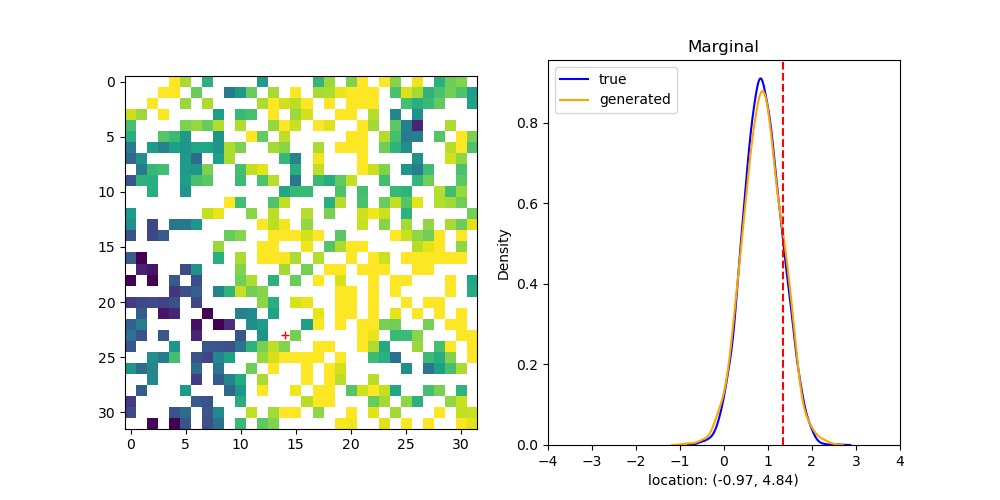 Marginal
true
generated
Density
0
5
10
15
20
25
30
0 5 10 15 20 25 30
0.8
0.6
0.4
0.2
0.0
−4 −3 −2 −1 0 1 2 3 4
location: (-0.97, 4.84)